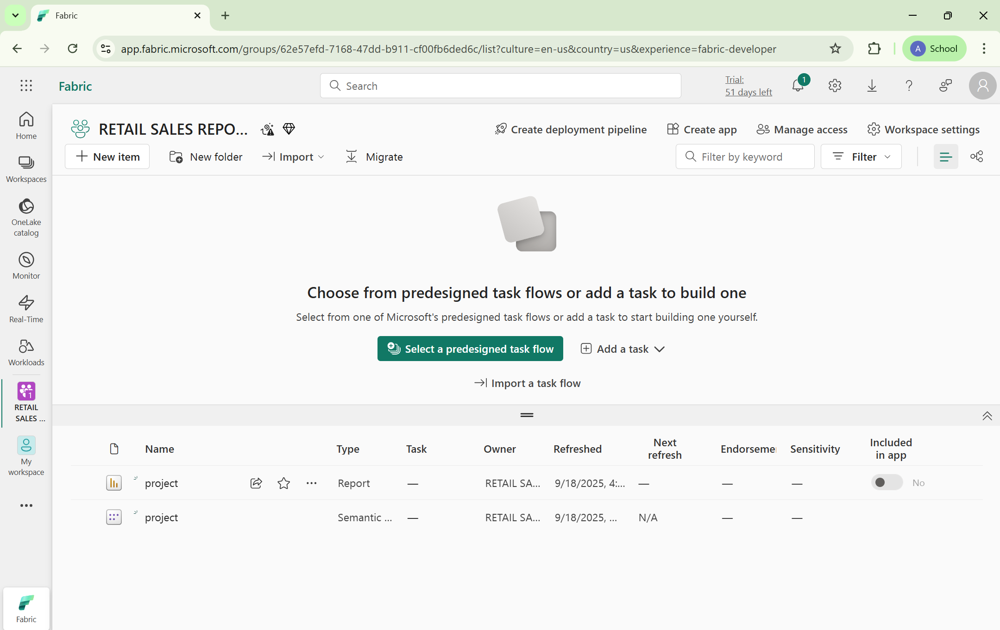 Fabric
app.fabric.microsoft.com/groups/62e57efd-7168-47dd-b911-cf00fb6ded6c/list?culture=en-us&country=us&experience=fabric-developer
A School
Fabric
Search
Trial:
51 days left
1
Home
Workspaces
OneLake
catalog
Monitor
Real-Time
Workloads
1
RETAIL
SALES ...
My
workspace
Fabric
RETAIL SALES REPO...
Create deployment pipeline
Create app
Manage access
Workspace settings
New item
New folder
Import
Migrate
Filter by keyword
Filter
Choose from predesigned task flows or add a task to build one
Select from one of Microsoft's predesigned task flows or add a task to start building one yourself.
Select a predesigned task flow
Add a task
Import a task flow
Name Type Task Owner Refreshed Next refresh Endorseme Sensitivity Included in app
project Report — RETAIL SA... 9/18/2025, 4:... — — — No
project Semantic ... — RETAIL SA... 9/18/2025, ... N/A — —